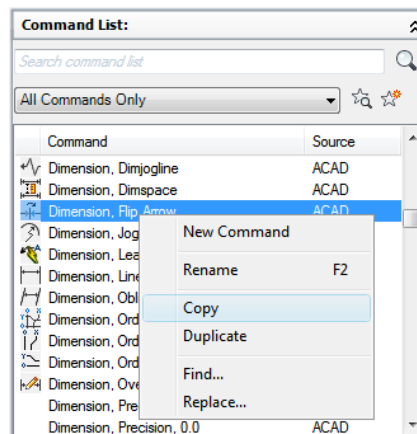 Command List:
Search command list
All Commands Only
Command Source
Dimension, Dimjogline ACAD
Dimension, Dimspace ACAD
Dimension, Flip Arrow ACAD
Dimension, Jog
New Command
Dimension, Lea
Dimension, Line
Rename F2
Dimension, Obl
Dimension, Ord
Copy
Dimension, Ord
Duplicate
Dimension, Ord
Dimension, Ove
Find...
Dimension, Pre
Replace...
Dimension, Precision, 0.0 ACAD